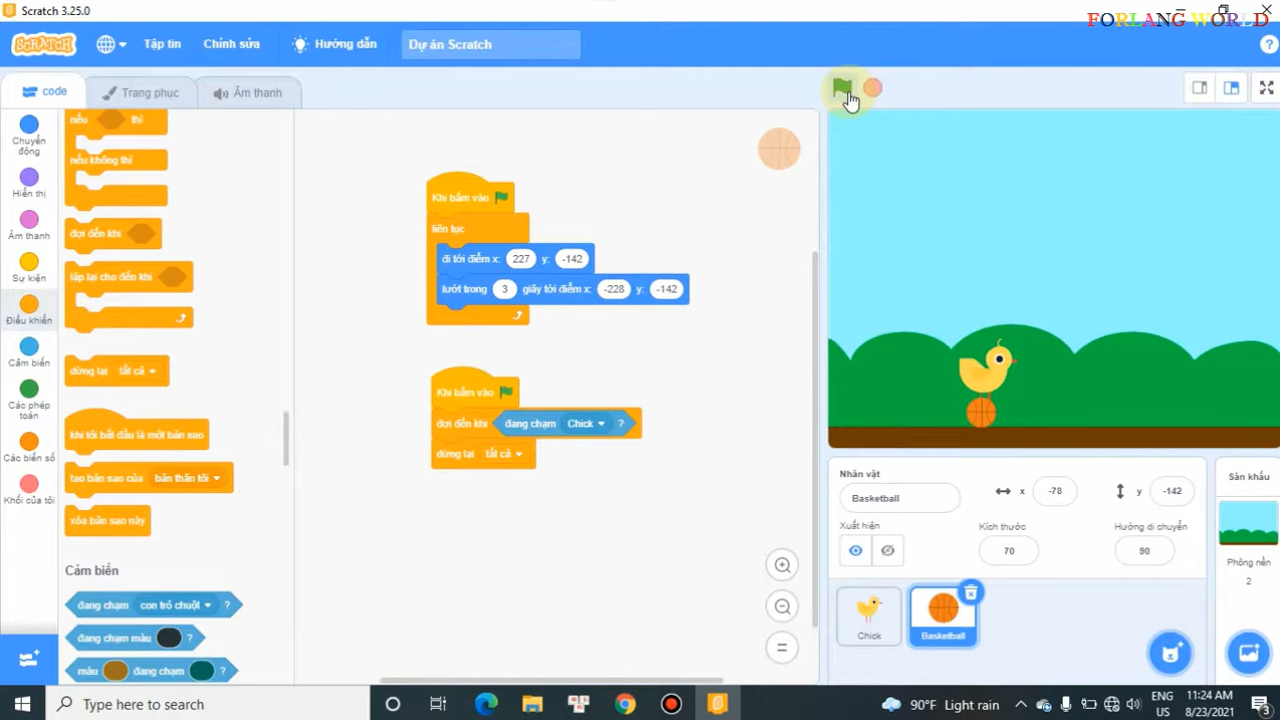 Scratch 3.25.0
FORLANG WORLD
SCRATCH
Tập tin
Chỉnh sửa
Hướng dẫn
Dự án Scratch
?
code
Trang phục
Âm thanh
Chuyển động
Hiển thị
Âm thanh
Sự kiện
Điều khiển
Cảm biến
Các phép toán
Các biến số
Khối của tôi
nếu thì
nếu không thì
đợi đến khi
lặp lại cho đến khi
dừng lại tất cả
khi tôi bắt đầu là một bản sao
tạo bản sao của bản thân tôi
xóa bản sao này
Cảm biến
đang chạm con trỏ chuột ?
đang chạm màu ?
màu đang chạm ?
Khi bấm vào
liên tục
đi tới điểm x: 227 y: -142
lướt trong 3 giây tới điểm x: -228 y: -142
Khi bấm vào
đợi đến khi đang chạm Chick ?
dừng lại tất cả
Nhân vật
Basketball
x -78
y -142
Xuất hiện
Kích thước
70
Hướng di chuyển
90
Chick
Basketball
Sân khấu
Phông nền
2
Type here to search
90°F Light rain
ENG
US
11:24 AM
8/23/2021
3